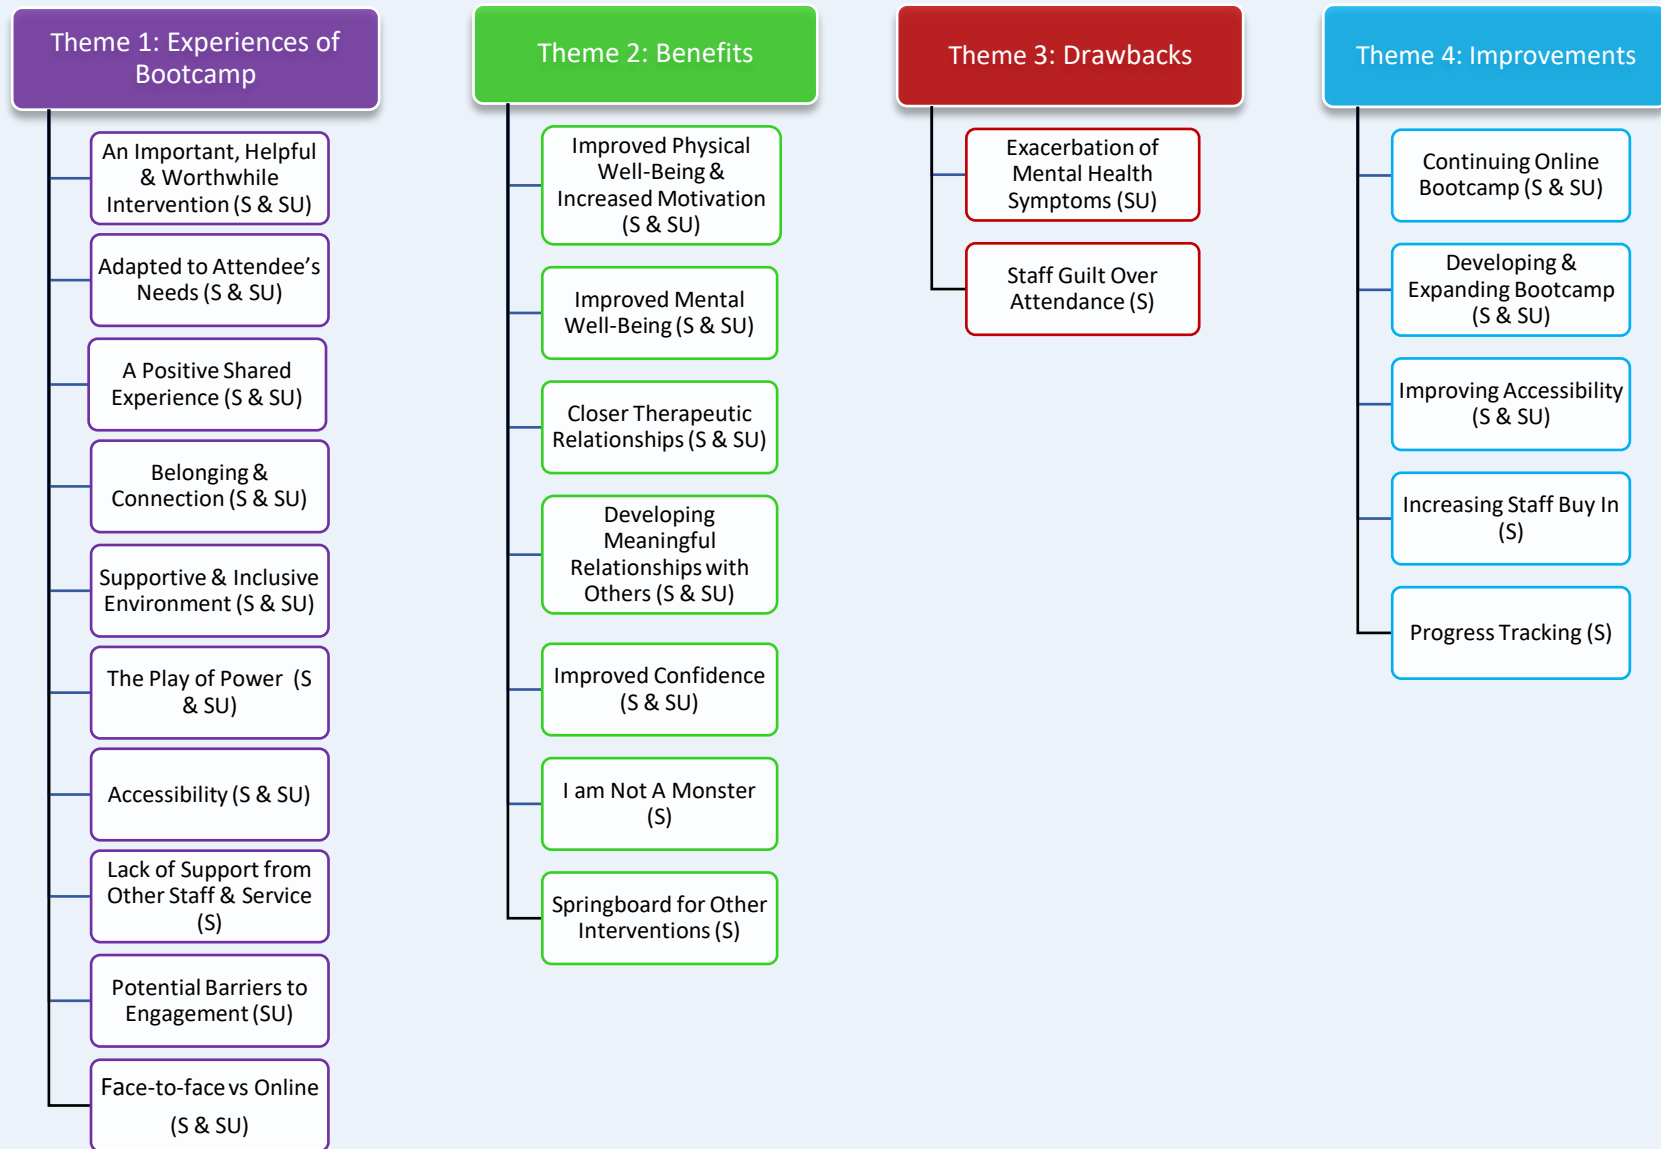 Theme 1: Experiences of
Bootcamp
An Important, Helpful
& Worthwhile
Intervention (S & SU)
Adapted to Attendee’s
Needs (S & SU)
A Positive Shared
Experience (S & SU)
Belonging &
Connection (S & SU)
Supportive & Inclusive
Environment (S & SU)
The Play of Power (S
& SU)
Accessibility (S & SU)
Lack of Support from
Other Staff & Service
(S)
Potential Barriers to
Engagement (SU)
Face-to-face vs Online
(S & SU)
Theme 2: Benefits
Improved Physical
Well-Being &
Increased Motivation
(S & SU)
Improved Mental
Well-Being (S & SU)
Closer Therapeutic
Relationships (S & SU)
Developing
Meaningful
Relationships with
Others (S & SU)
Improved Confidence
(S & SU)
I am Not A Monster
(S)
Springboard for Other
Interventions (S)
Theme 3: Drawbacks
Exacerbation of
Mental Health
Symptoms (SU)
Staff Guilt Over
Attendance (S)
Theme 4: Improvements
Continuing Online
Bootcamp (S & SU)
Developing &
Expanding Bootcamp
(S & SU)
Improving Accessibility
(S & SU)
Increasing Staff Buy In
(S)
Progress Tracking (S)